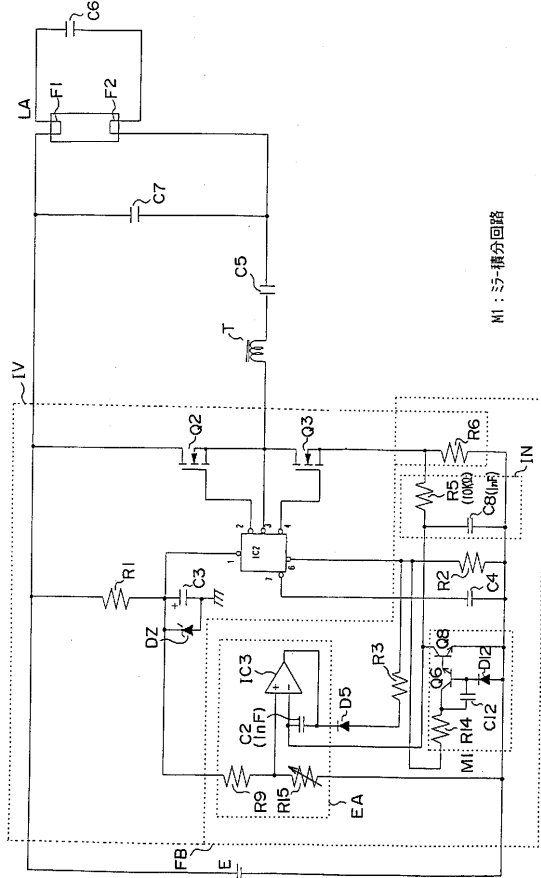 LA
F1
F2
C6
C7
C5
T
IV
Q2
Q3
R6
IN
R5
(10KΩ)
C8(1nF)
R1
C3
+
DZ
1
2
3
4
IC2
7
6
R2
C4
Q8
Q6
D12
C12
R14
M1
R3
D5
IC3
+
−
C2
(1nF)
R9
R15
EA
FB
E
M1:ミラー積分回路